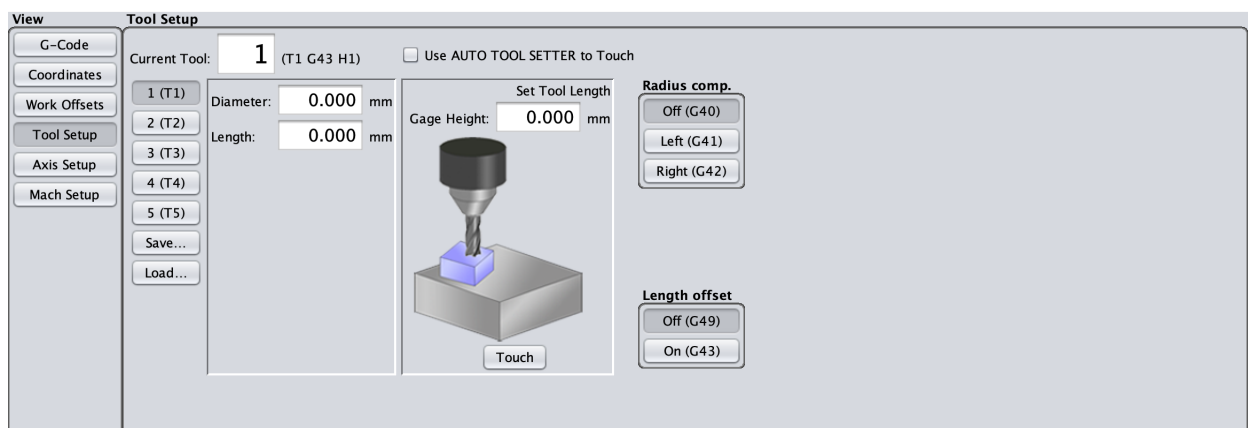 View
G-Code
Coordinates
Work Offsets
Tool Setup
Axis Setup
Mach Setup
Tool Setup
Current Tool: 1 (T1 G43 H1)
Use AUTO TOOL SETTER to Touch
1 (T1)
2 (T2)
3 (T3)
4 (T4)
5 (T5)
Save...
Load...
Diameter: 0.000 mm
Length: 0.000 mm
Set Tool Length
Gage Height: 0.000 mm
Touch
Radius comp.
Off (G40)
Left (G41)
Right (G42)
Length offset
Off (G49)
On (G43)